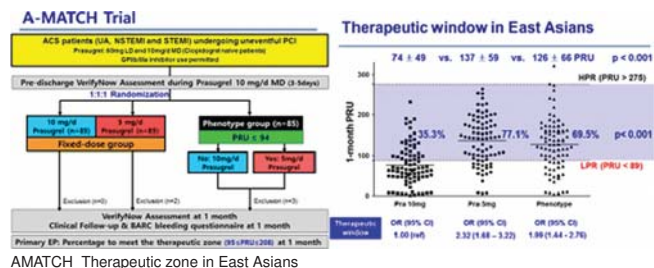 A-MATCH Trial
ACS patients (UA, NSTEMI and STEMI) undergoing uneventful PCI
Prasugrel 60mg LD and 10mg/d MD (Clopidogrel naive patients)
GPIIb/IIIa inhibitor use permitted
Pre-discharge VerifyNow Assessment during Prasugrel 10 mg/d MD (3-5days)
1:1:1 Randomization
10 mg/d
Prasugrel (n=85)
5 mg/d
Prasugrel (n=85)
Fixed-dose group
Phenotype group (n=85)
PRU ≤ 94
No: 10mg/d
Prasugrel
Yes: 5mg/d
Prasugrel
Exclusion (n=0)
Exclusion (n=2)
Exclusion (n=3)
VerifyNow Assessment at 1 month
Clinical Follow-up & BARC bleeding questionnaire at 1 month
Primary EP: Percentage to meet the therapeutic zone (95≤PRU≤208) at 1 month
Therapeutic window in East Asians
74 ± 49 vs. 137 ± 59 vs. 126 ± 66 PRU p < 0.001
HPR (PRU > 275)
1-month PRU
300
200
100
0
35.3%
77.1%
69.5%
p< 0.001
LPR (PRU < 89)
Pra 10mg
Pra 5mg
Phenotype
Therapeutic
window
OR (95% CI)
1.00 (ref)
OR (95% CI)
2.32 (1.68 – 3.22)
OR (95% CI)
1.99 (1.44 - 2.76)
AMATCH Therapeutic zone in East Asians